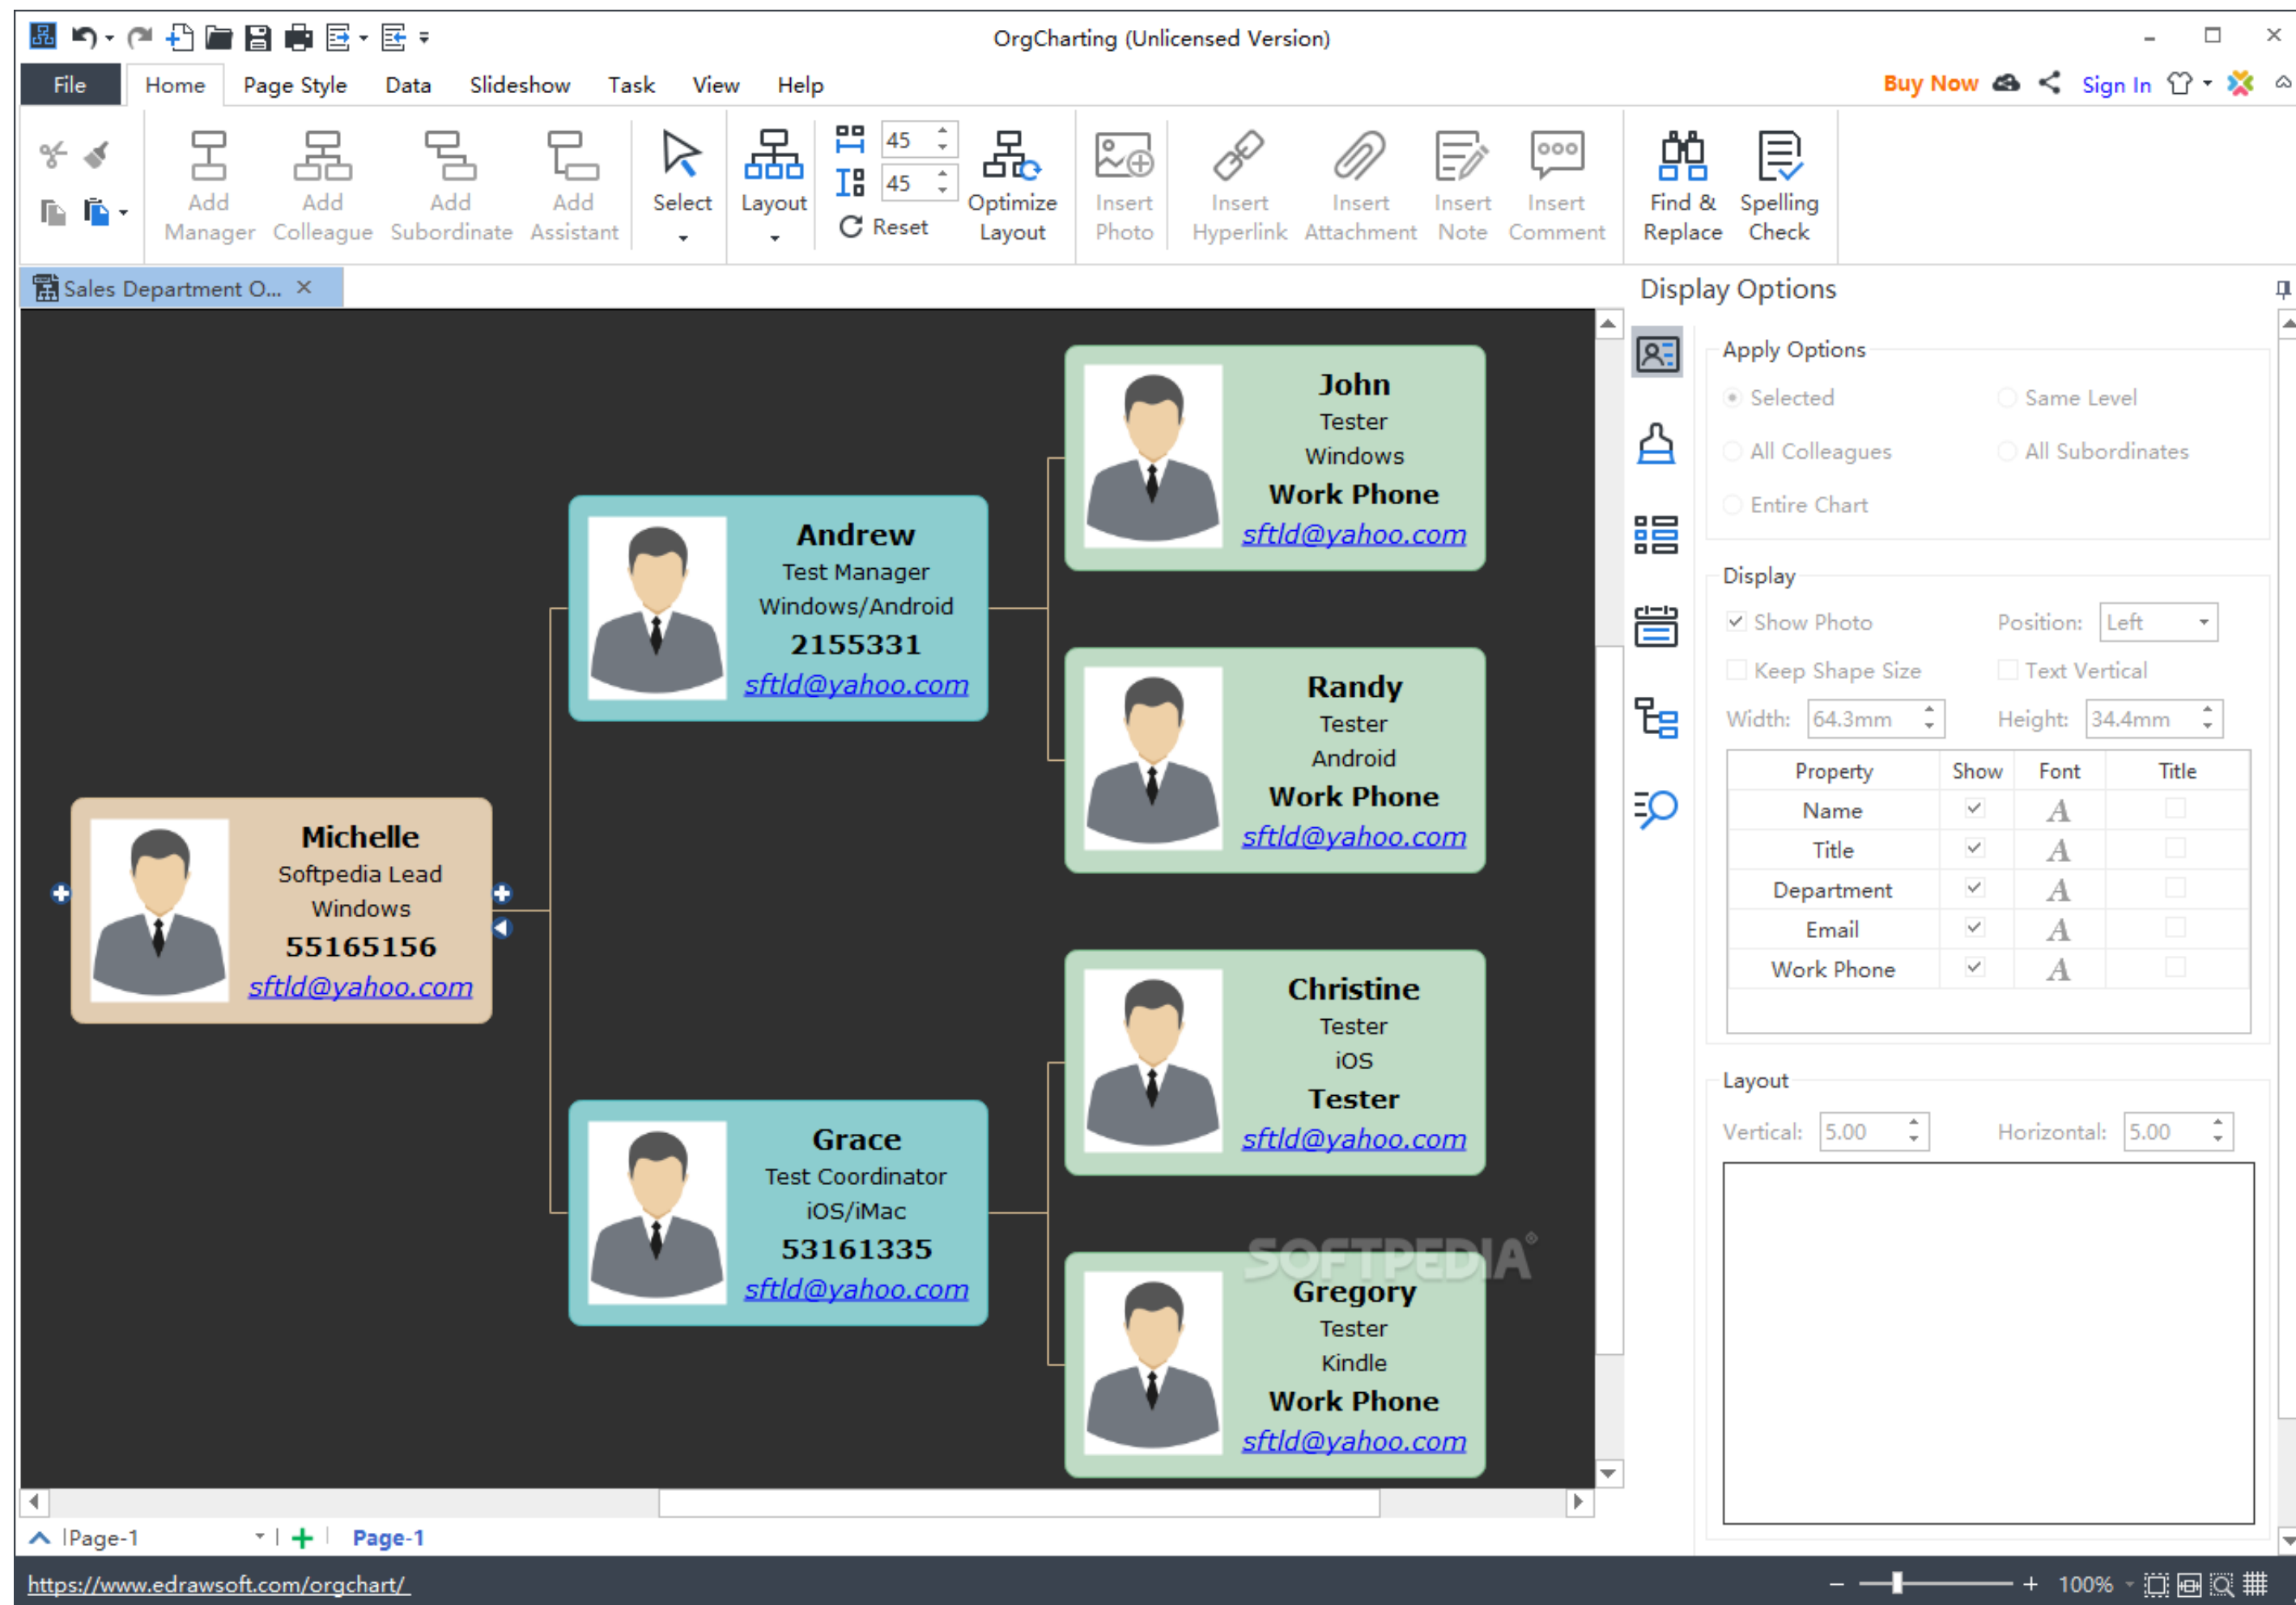 OrgCharting (Unlicensed Version)
File Home Page Style Data Slideshow Task View Help
Buy Now Sign In
Add Manager
Add Colleague
Add Subordinate
Add Assistant
Select
Layout
45
45
Reset
Optimize Layout
Insert Photo
Insert Hyperlink
Insert Attachment
Insert Note
Insert Comment
Find & Replace
Spelling Check
Sales Department O...
Michelle
Softpedia Lead
Windows
55165156
sftld@yahoo.com
Andrew
Test Manager
Windows/Android
2155331
sftld@yahoo.com
Grace
Test Coordinator
iOS/iMac
53161335
sftld@yahoo.com
John
Tester
Windows
Work Phone
sftld@yahoo.com
Randy
Tester
Android
Work Phone
sftld@yahoo.com
Christine
Tester
iOS
Tester
sftld@yahoo.com
SOFTPEDIA®
Gregory
Tester
Kindle
Work Phone
sftld@yahoo.com
Display Options
Apply Options
Selected Same Level
All Colleagues All Subordinates
Entire Chart
Display
Show Photo Position: Left
Keep Shape Size Text Vertical
Width: 64.3mm Height: 34.4mm
Property Show Font Title
Name A
Title A
Department A
Email A
Work Phone A
Layout
Vertical: 5.00 Horizontal: 5.00
Page-1 Page-1
https://www.edrawsoft.com/orgchart/
100%